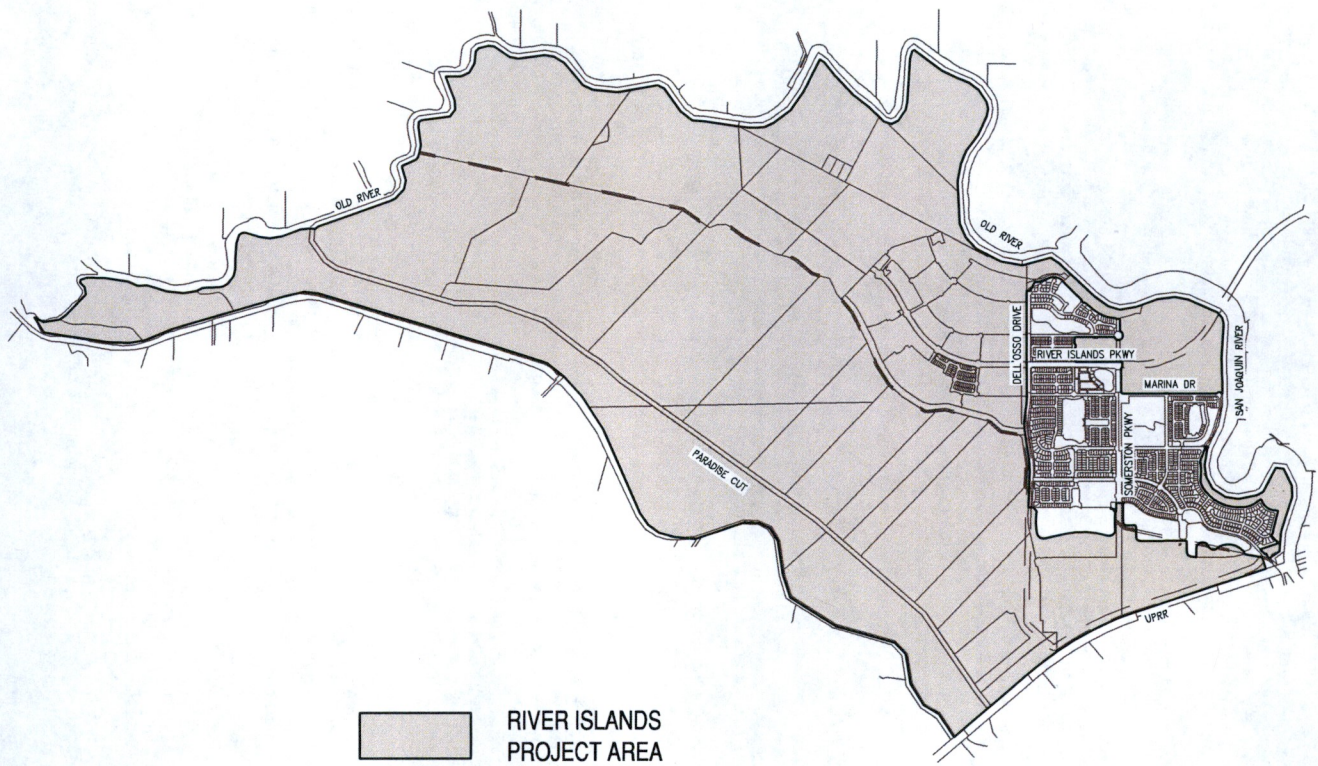 OLD RIVER
OLD RIVER
DELL'OSSO DRIVE
RIVER ISLANDS PKWY
MARINA DR
SAN JOAQUIN RIVER
SOMERSTON PKWY
PARADISE CUT
UPRR
RIVER ISLANDS
PROJECT AREA